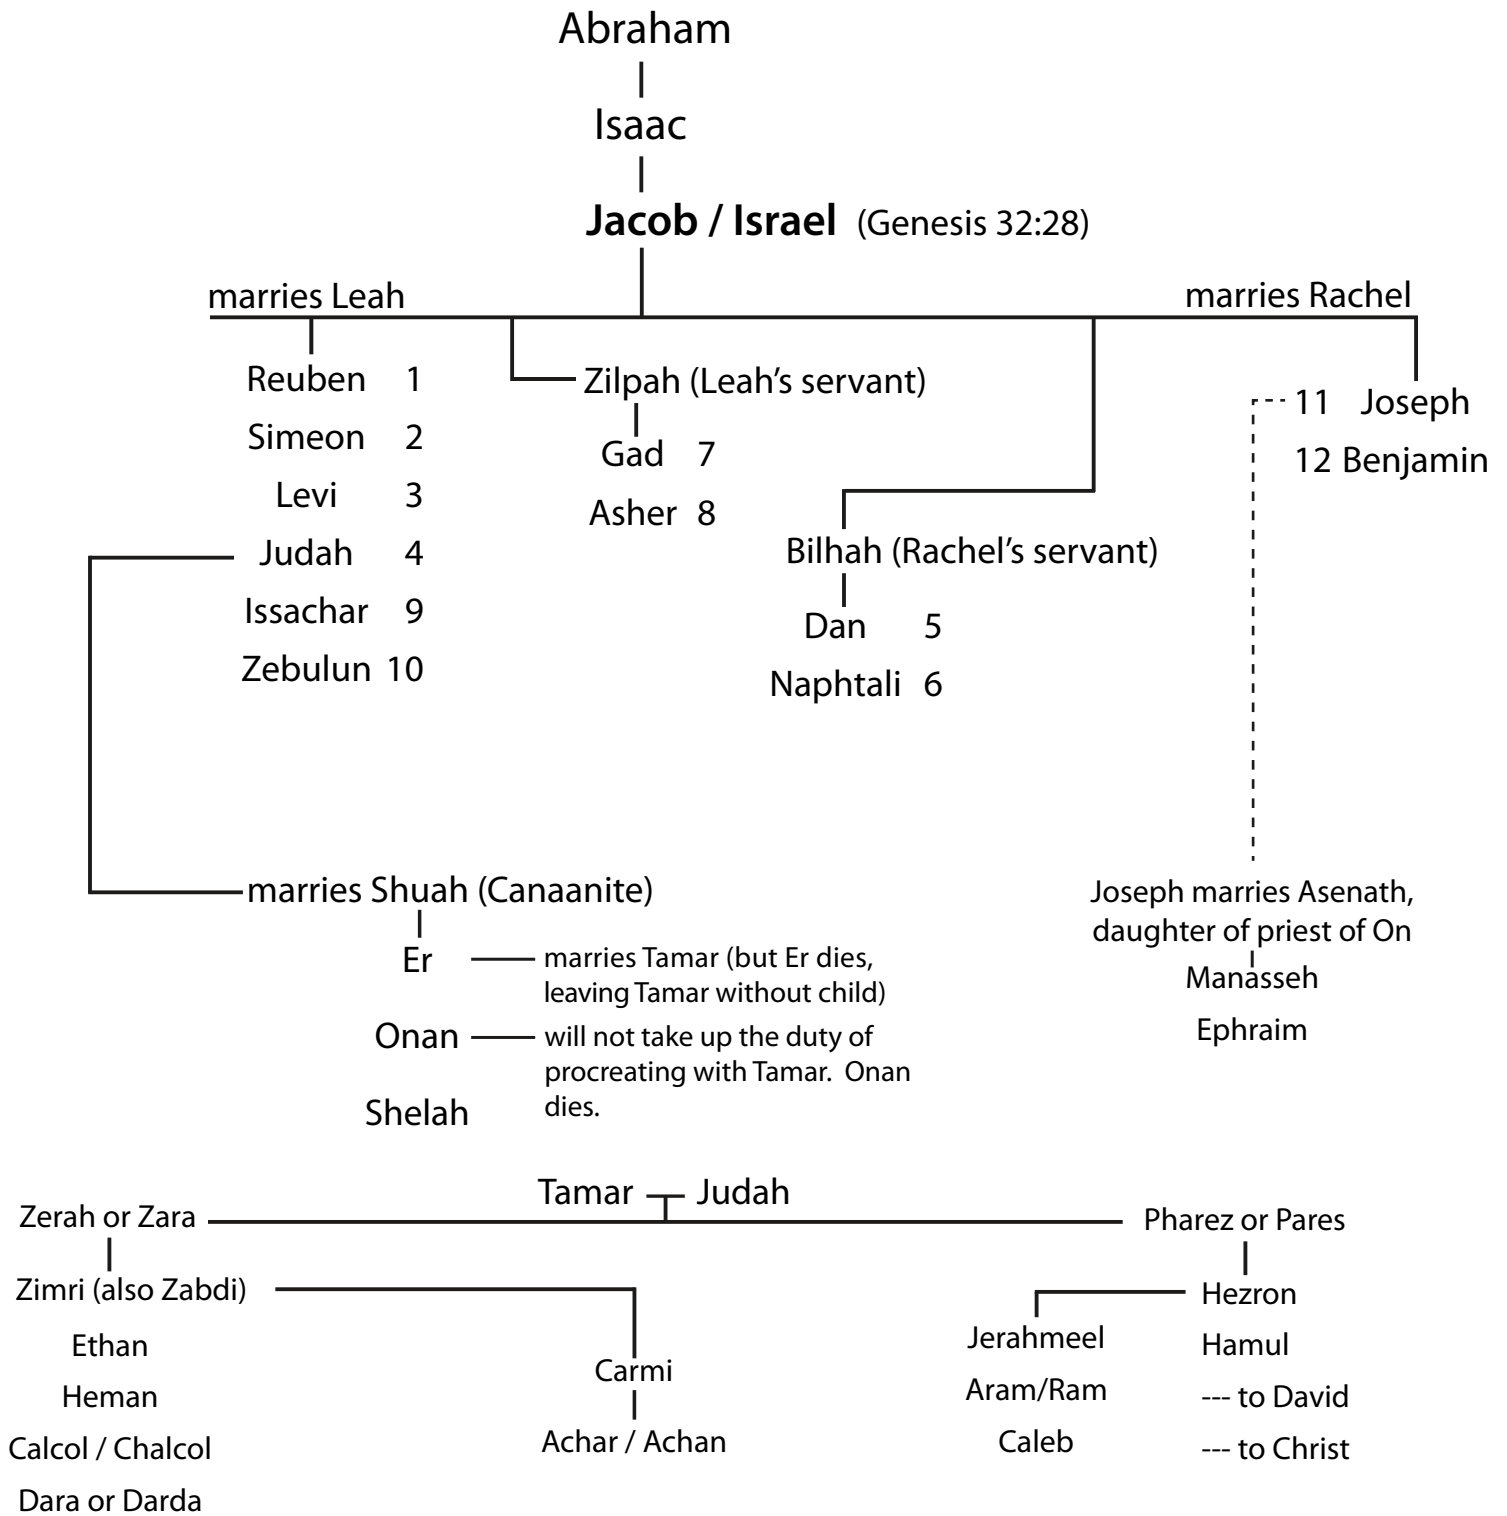 Abraham
Isaac
Jacob / Israel (Genesis 32:28)
marries Leah
marries Rachel
Reuben 1
Simeon 2
Levi 3
Judah 4
Issachar 9
Zebulun 10
Zilpah (Leah's servant)
Gad 7
Asher 8
Bilhah (Rachel's servant)
Dan 5
Naphtali 6
11 Joseph
12 Benjamin
marries Shuah (Canaanite)
Er
marries Tamar (but Er dies,
leaving Tamar without child)
Onan
will not take up the duty of
procreating with Tamar. Onan
dies.
Shelah
Joseph marries Asenath,
daughter of priest of On
Manasseh
Ephraim
Tamar
Judah
Zerah or Zara
Zimri (also Zabdi)
Ethan
Heman
Calcol / Chalcol
Dara or Darda
Carmi
Achar / Achan
Pharez or Pares
Hezron
Hamul
--- to David
--- to Christ
Jerahmeel
Aram/Ram
Caleb